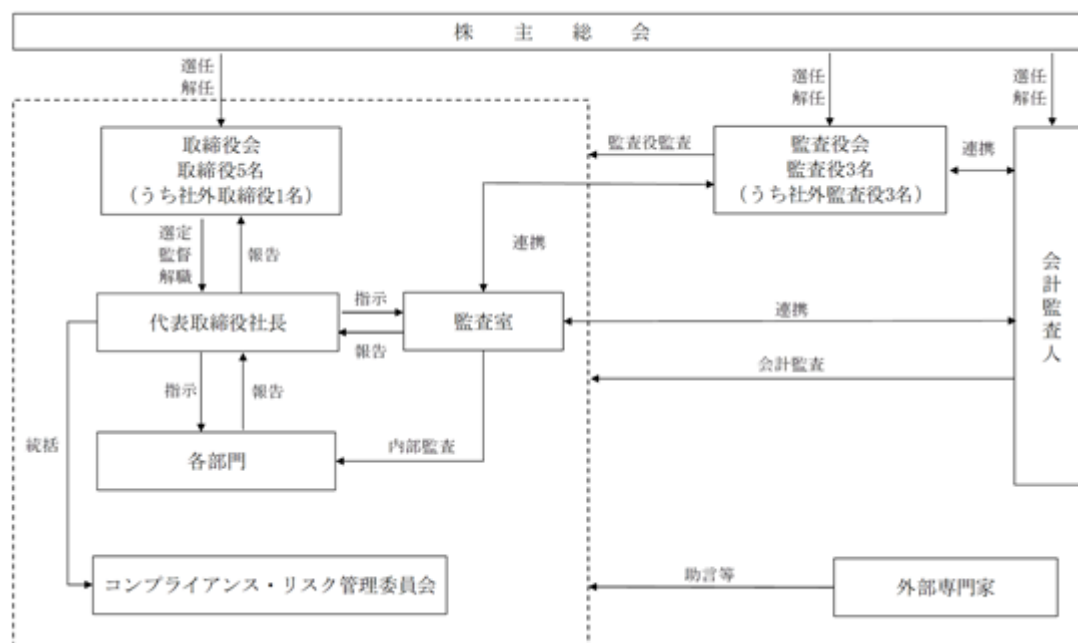 株主総会
選任
解任
選任
解任
選任
解任
取締役会
取締役5名
（うち社外取締役1名）
監査役監査
監査役会
監査役3名
（うち社外監査役3名）
連携
選定
監督
解職
報告
連携
会計監査人
代表取締役社長
指示
報告
監査室
連携
会計監査
指示
報告
統括
各部門
内部監査
コンプライアンス・リスク管理委員会
助言等
外部専門家